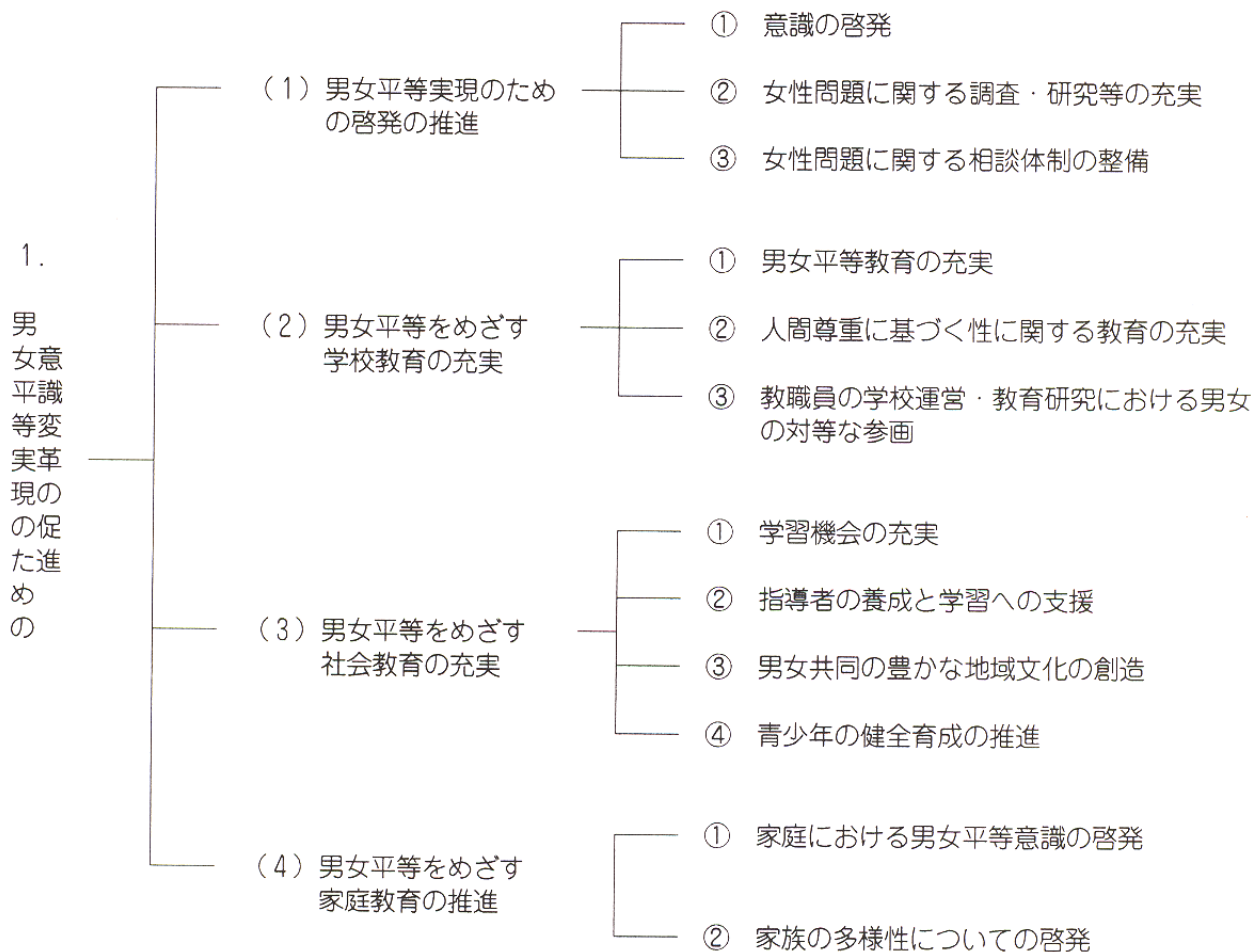 1.
男女平等実現のための
意識変革の促進
(1) 男女平等実現のため
の啓発の推進
① 意識の啓発
② 女性問題に関する調査・研究等の充実
③ 女性問題に関する相談体制の整備
(2) 男女平等をめざす
学校教育の充実
① 男女平等教育の充実
② 人間尊重に基づく性に関する教育の充実
③ 教職員の学校運営・教育研究における男女
の対等な参画
(3) 男女平等をめざす
社会教育の充実
① 学習機会の充実
② 指導者の養成と学習への支援
③ 男女共同の豊かな地域文化の創造
④ 青少年の健全育成の推進
(4) 男女平等をめざす
家庭教育の推進
① 家庭における男女平等意識の啓発
② 家族の多様性についての啓発